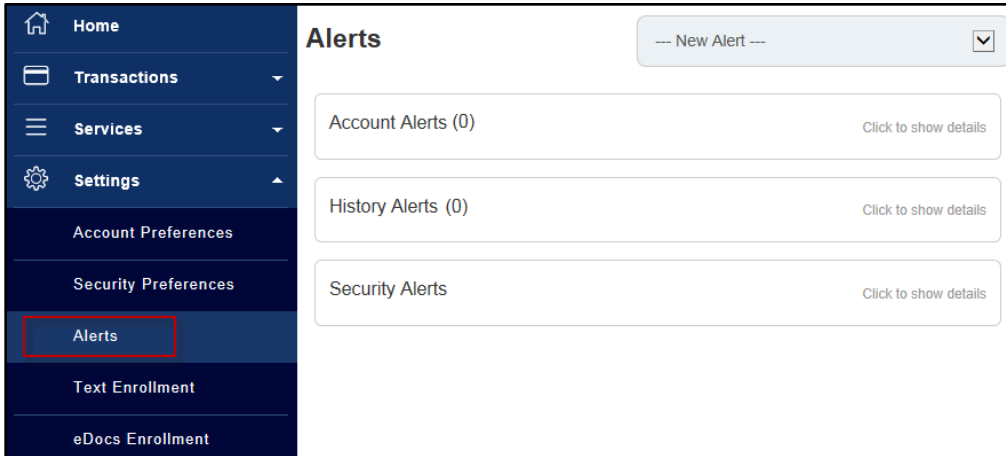 Home
Transactions
Services
Settings
Account Preferences
Security Preferences
Alerts
Text Enrollment
eDocs Enrollment
Alerts
--- New Alert ---
Account Alerts (0)
Click to show details
History Alerts (0)
Click to show details
Security Alerts
Click to show details